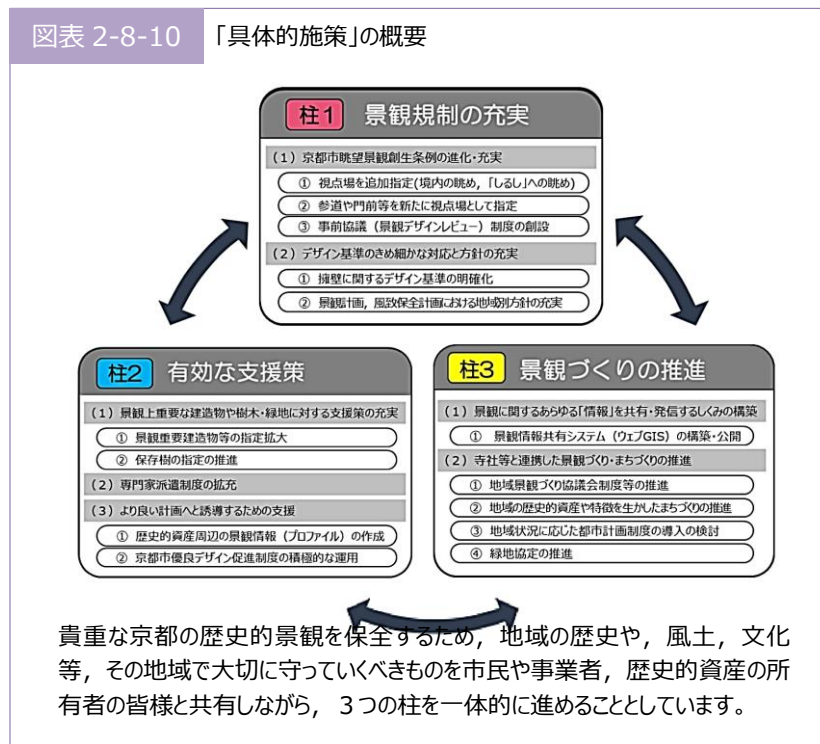 図表 2-8-10 「具体的施策」の概要
柱1 景観規制の充実
(1) 京都市眺望景観創生条例の進化・充実
① 視点場を追加指定(境内の眺め,「しるし」への眺め)
② 参道や門前等を新たに視点場として指定
③ 事前協議(景観デザインレビュー)制度の創設
(2) デザイン基準のきめ細かな対応と方針の充実
① 擁壁に関するデザイン基準の明確化
② 景観計画,風致保全計画における地域別方針の充実
柱2 有効な支援策
(1) 景観上重要な建造物や樹木・緑地に対する支援策の充実
① 景観重要建造物等の指定拡大
② 保存樹の指定の推進
(2) 専門家派遣制度の拡充
(3) より良い計画へと誘導するための支援
① 歴史的資産周辺の景観情報(プロファイル)の作成
② 京都市優良デザイン促進制度の積極的な運用
柱3 景観づくりの推進
(1) 景観に関するあらゆる「情報」を共有・発信するしくみの構築
① 景観情報共有システム(ウェブGIS)の構築・公開
(2) 寺社等と連携した景観づくり・まちづくりの推進
① 地域景観づくり協議会制度等の推進
② 地域の歴史的資産や特徴を生かしたまちづくりの推進
③ 地域状況に応じた都市計画制度の導入の検討
④ 緑地協定の推進
貴重な京都の歴史的景観を保全するため,地域の歴史や,風土,文化
等,その地域で大切に守っていくべきものを市民や事業者,歴史的資産の所
有者の皆様と共有しながら,3つの柱を一体的に進めることとしています。